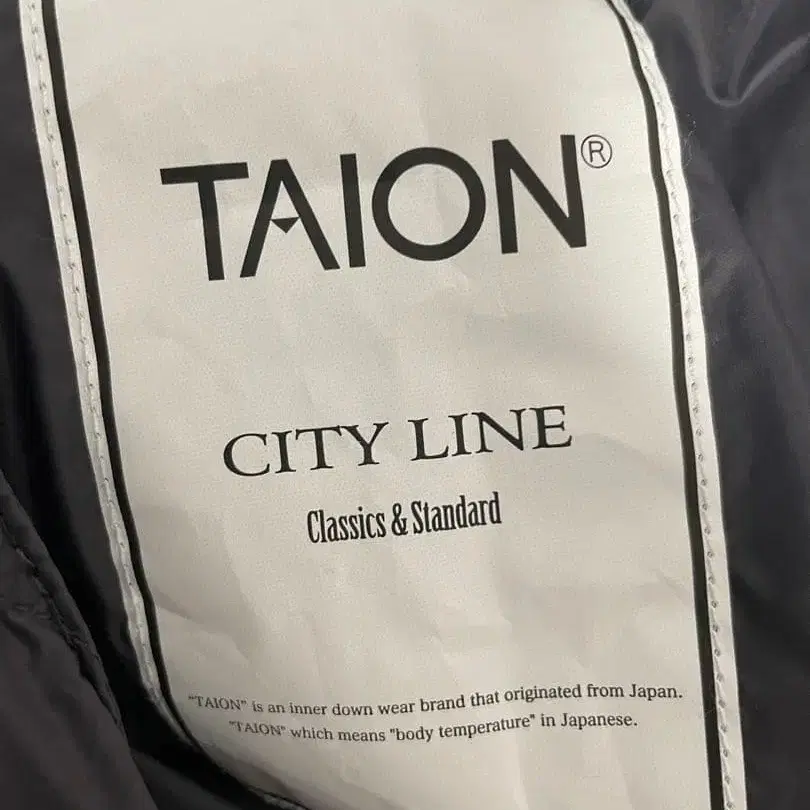 TAION®
CITY LINE
Classics & Standard
“TAION” is an inner down wear brand that originated from Japan.
"TAION" which means "body temperature" in Japanese.